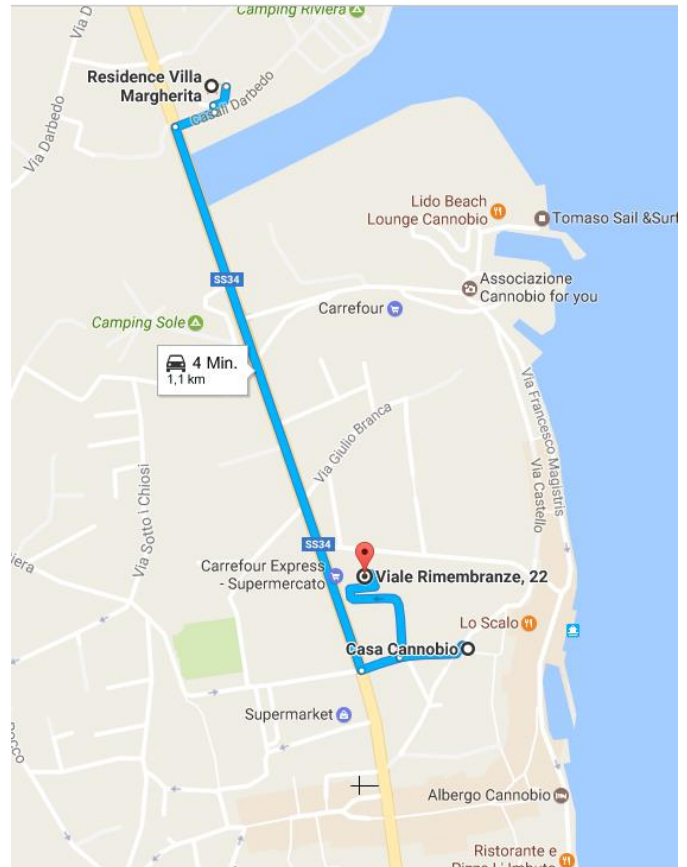 Camping Riviera
Residence Villa
Margherita
Casali Darbedo
Via Darbedo
Via D
Lido Beach
Lounge Cannobio
Tomaso Sail &Surf
SS34
Associazione
Cannobio for you
Carrefour
Camping Sole
4 Min.
1,1 km
Via Francesco Magistris
Via Giulio Branca
Via Castello
Via Sotto i Chiosi
SS34
iera
Carrefour Express
- Supermercato
Viale Rimembranze, 22
Lo Scalo
Casa Cannobio
Supermarket
occo
Albergo Cannobio
Ristorante e